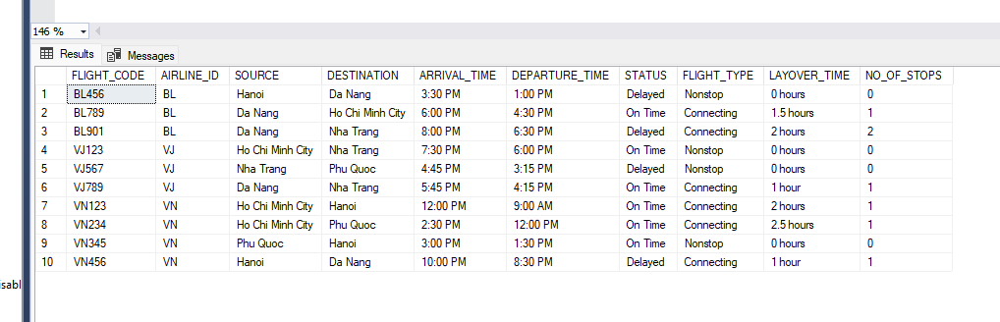 146 %
Results Messages
FLIGHT_CODE AIRLINE_ID SOURCE DESTINATION ARRIVAL_TIME DEPARTURE_TIME STATUS FLIGHT_TYPE LAYOVER_TIME NO_OF_STOPS
1 BL456 BL Hanoi Da Nang 3:30 PM 1:00 PM Delayed Nonstop 0 hours 0
2 BL789 BL Da Nang Ho Chi Minh City 6:00 PM 4:30 PM On Time Connecting 1.5 hours 1
3 BL901 BL Da Nang Nha Trang 8:00 PM 6:30 PM Delayed Connecting 2 hours 2
4 VJ123 VJ Ho Chi Minh City Nha Trang 7:30 PM 6:00 PM On Time Nonstop 0 hours 0
5 VJ567 VJ Nha Trang Phu Quoc 4:45 PM 3:15 PM Delayed Nonstop 0 hours 0
6 VJ789 VJ Da Nang Nha Trang 5:45 PM 4:15 PM On Time Connecting 1 hour 1
7 VN123 VN Ho Chi Minh City Hanoi 12:00 PM 9:00 AM On Time Connecting 2 hours 1
8 VN234 VN Ho Chi Minh City Phu Quoc 2:30 PM 12:00 PM On Time Connecting 2.5 hours 1
9 VN345 VN Phu Quoc Hanoi 3:00 PM 1:30 PM On Time Nonstop 0 hours 0
10 VN456 VN Hanoi Da Nang 10:00 PM 8:30 PM Delayed Connecting 1 hour 1
isabl